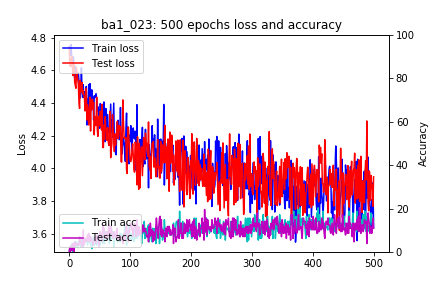 ba1_023: 500 epochs loss and accuracy
4.8
4.6
4.4
4.2
4.0
3.8
3.6
Loss
Train loss
Test loss
Train acc
Test acc
100
80
60
40
20
0
Accuracy
0
100
200
300
400
500